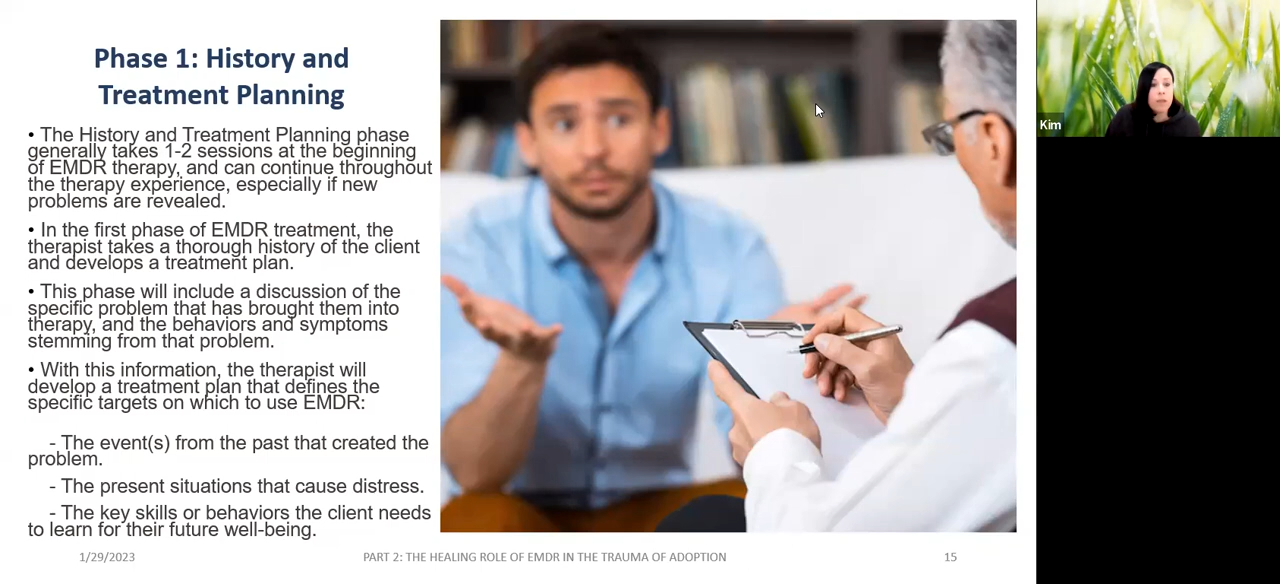 Phase 1: History and
Treatment Planning
• The History and Treatment Planning phase
generally takes 1-2 sessions at the beginning
of EMDR therapy, and can continue throughout
the therapy experience, especially if new
problems are revealed.
• In the first phase of EMDR treatment, the
therapist takes a thorough history of the client
and develops a treatment plan.
• This phase will include a discussion of the
specific problem that has brought them into
therapy, and the behaviors and symptoms
stemming from that problem.
• With this information, the therapist will
develop a treatment plan that defines the
specific targets on which to use EMDR:
- The event(s) from the past that created the
problem.
- The present situations that cause distress.
- The key skills or behaviors the client needs
to learn for their future well-being.
1/29/2023
PART 2: THE HEALING ROLE OF EMDR IN THE TRAUMA OF ADOPTION
15
Kim